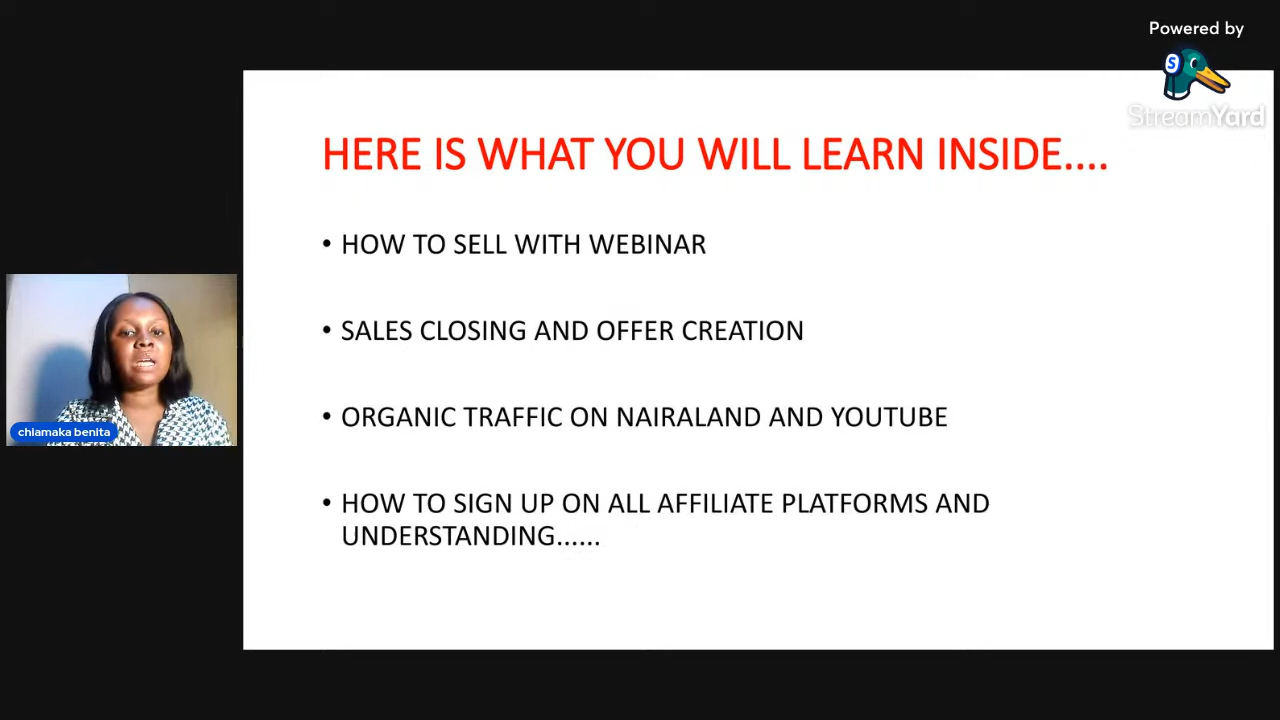 Powered by
S
StreamYard
HERE IS WHAT YOU WILL LEARN INSIDE....
• HOW TO SELL WITH WEBINAR
• SALES CLOSING AND OFFER CREATION
• ORGANIC TRAFFIC ON NAIRALAND AND YOUTUBE
• HOW TO SIGN UP ON ALL AFFILIATE PLATFORMS AND
UNDERSTANDING......
chiamaka benita